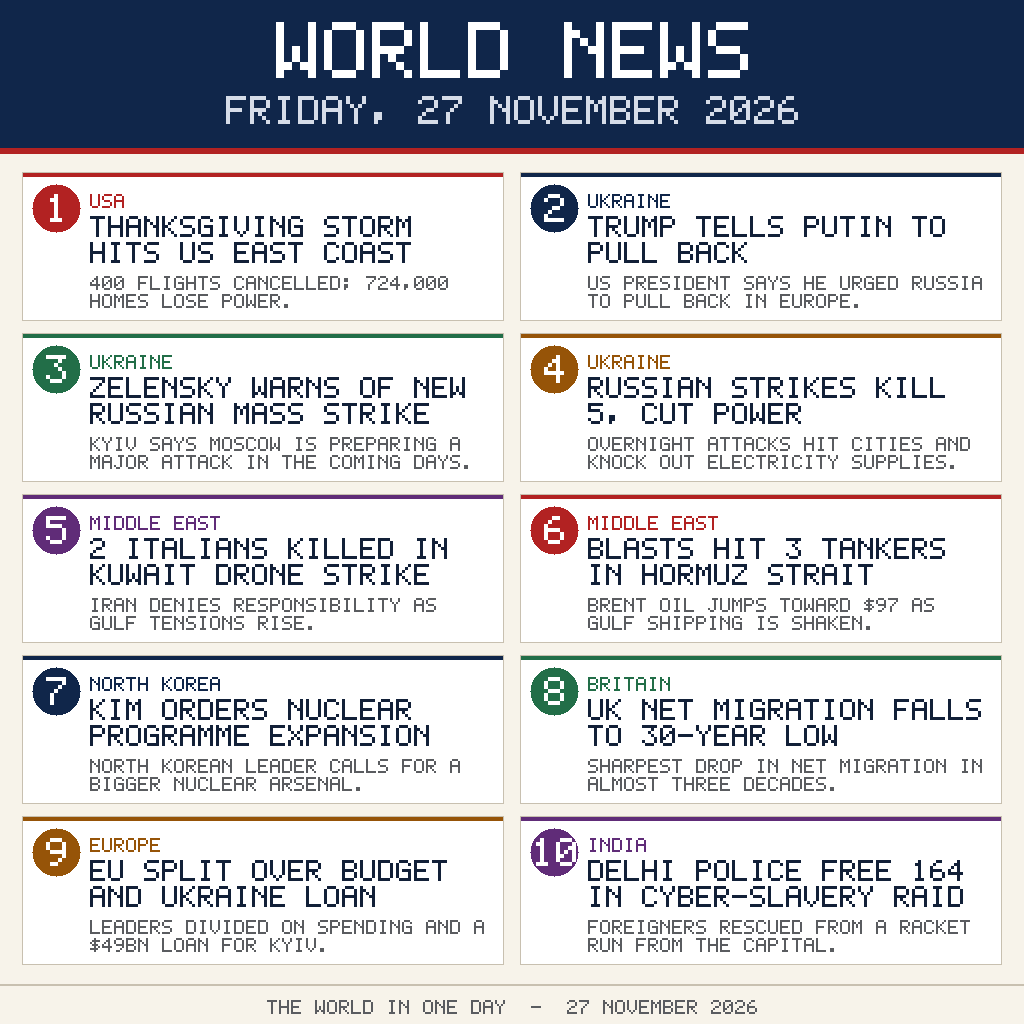 WORLD NEWS
FRIDAY, 27 NOVEMBER 2026
1
USA
THANKSGIVING STORM
HITS US EAST COAST
400 FLIGHTS CANCELLED; 724,000
HOMES LOSE POWER.
2
UKRAINE
TRUMP TELLS PUTIN TO
PULL BACK
US PRESIDENT SAYS HE URGED RUSSIA
TO PULL BACK IN EUROPE.
3
UKRAINE
ZELENSKY WARNS OF NEW
RUSSIAN MASS STRIKE
KYIV SAYS MOSCOW IS PREPARING A
MAJOR ATTACK IN THE COMING DAYS.
4
UKRAINE
RUSSIAN STRIKES KILL
5, CUT POWER
OVERNIGHT ATTACKS HIT CITIES AND
KNOCK OUT ELECTRICITY SUPPLIES.
5
MIDDLE EAST
2 ITALIANS KILLED IN
KUWAIT DRONE STRIKE
IRAN DENIES RESPONSIBILITY AS
GULF TENSIONS RISE.
6
MIDDLE EAST
BLASTS HIT 3 TANKERS
IN HORMUZ STRAIT
BRENT OIL JUMPS TOWARD $97 AS
GULF SHIPPING IS SHAKEN.
7
NORTH KOREA
KIM ORDERS NUCLEAR
PROGRAMME EXPANSION
NORTH KOREAN LEADER CALLS FOR A
BIGGER NUCLEAR ARSENAL.
8
BRITAIN
UK NET MIGRATION FALLS
TO 30-YEAR LOW
SHARPEST DROP IN NET MIGRATION IN
ALMOST THREE DECADES.
9
EUROPE
EU SPLIT OVER BUDGET
AND UKRAINE LOAN
LEADERS DIVIDED ON SPENDING AND A
$49BN LOAN FOR KYIV.
10
INDIA
DELHI POLICE FREE 164
IN CYBER-SLAVERY RAID
FOREIGNERS RESCUED FROM A RACKET
RUN FROM THE CAPITAL.
THE WORLD IN ONE DAY - 27 NOVEMBER 2026